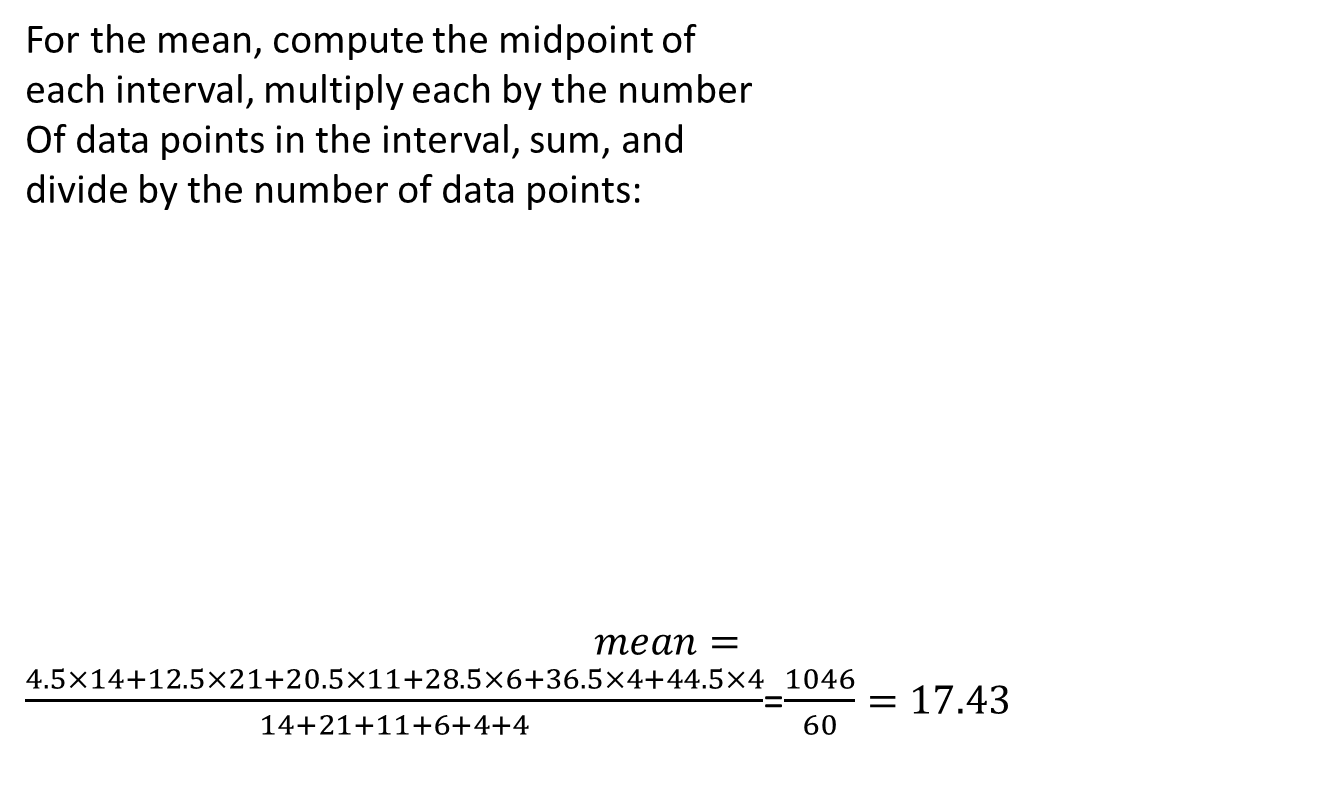 For the mean, compute the midpoint of
each interval, multiply each by the number
Of data points in the interval, sum, and
divide by the number of data points:
mean =
4.5×14+12.5×21+20.5×11+28.5×6+36.5×4+44.5×4
14+21+11+6+4+4
=
1046
60
= 17.43